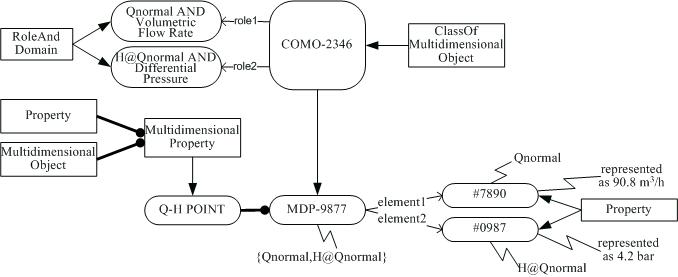 Qnormal AND
Volumetric
Flow Rate
RoleAnd
Domain
H@Qnormal AND
Differential
Pressure
role1
role2
COMO-2346
ClassOf
Multidimensional
Object
Property
Multidimensional
Object
Multidimensional
Property
Q-H POINT
MDP-9877
{Qnormal,H@Qnormal}
element1
element2
Qnormal
#7890
represented
as 90.8 m³/h
#0987
Property
represented
as 4.2 bar
H@Qnormal